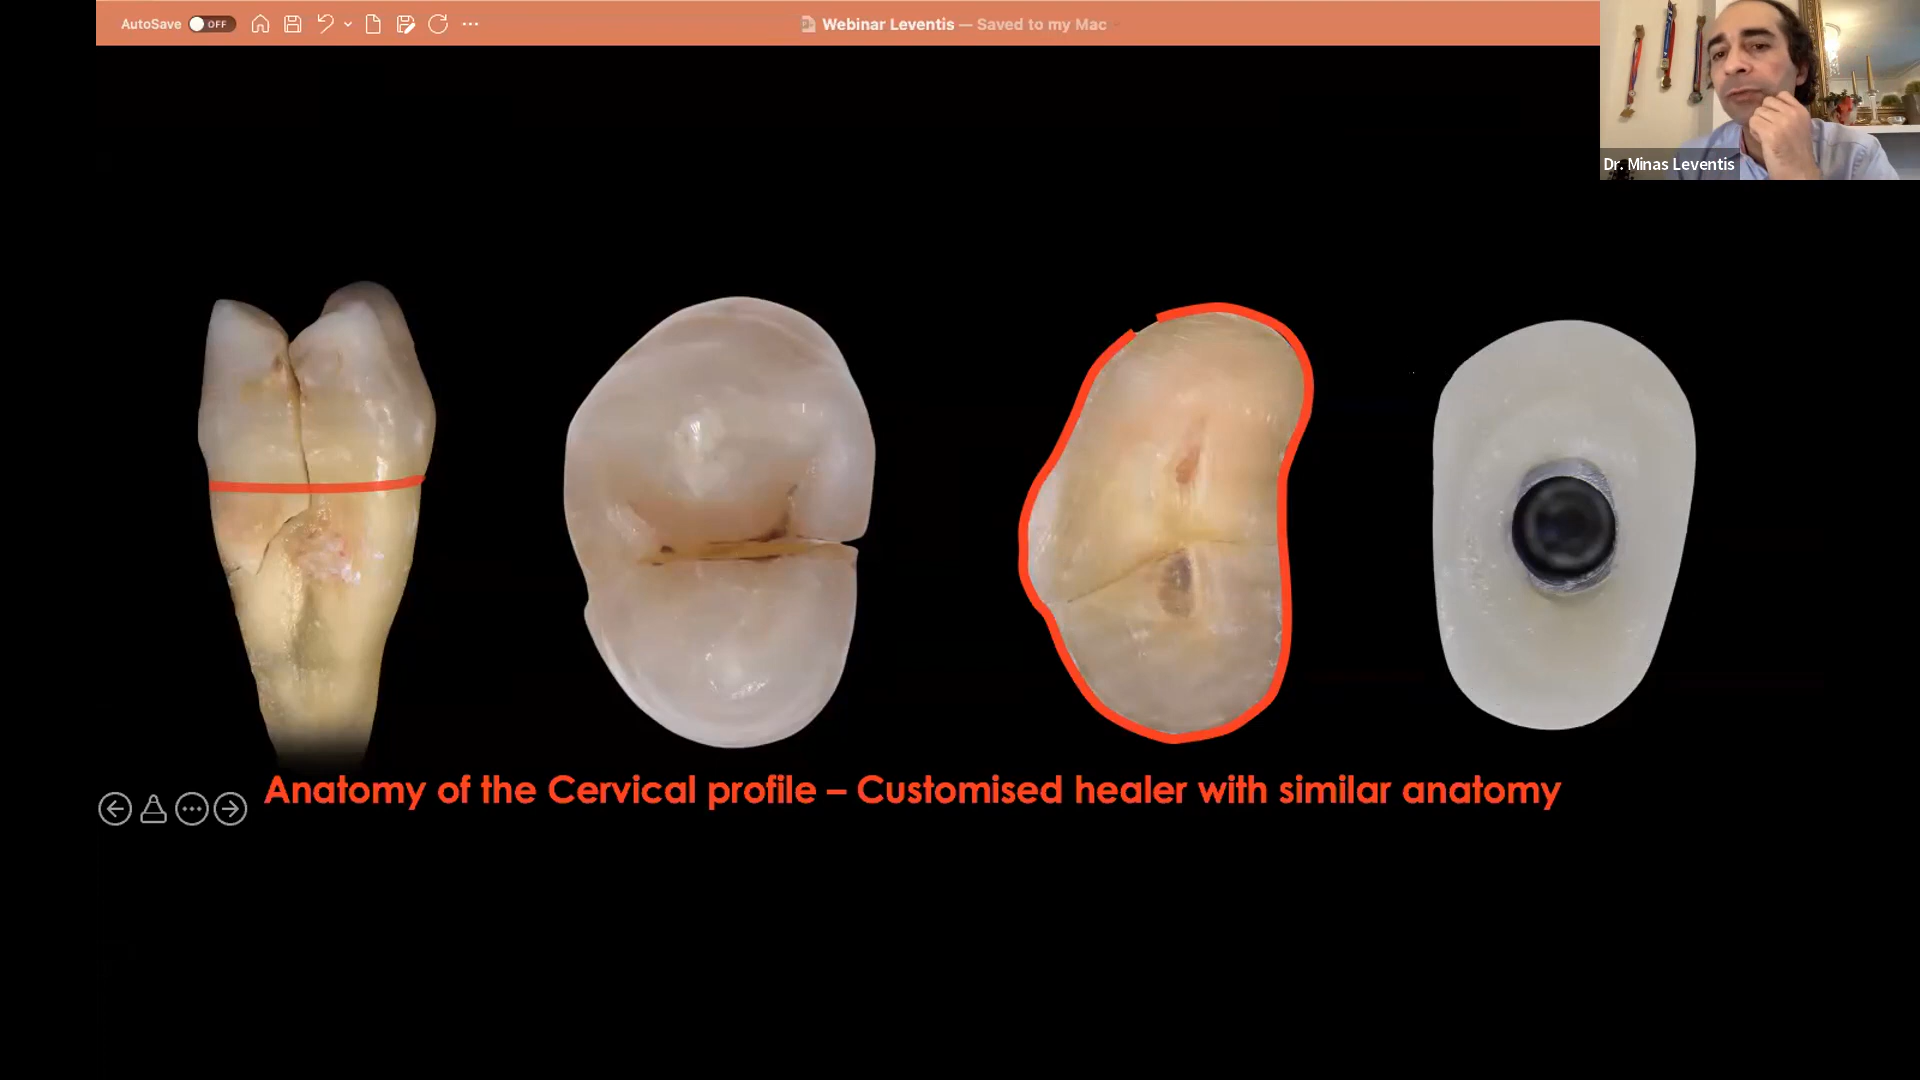 AutoSave OFF
Webinar Leventis — Saved to my Mac
Dr. Minas Leventis
Anatomy of the Cervical profile – Customised healer with similar anatomy